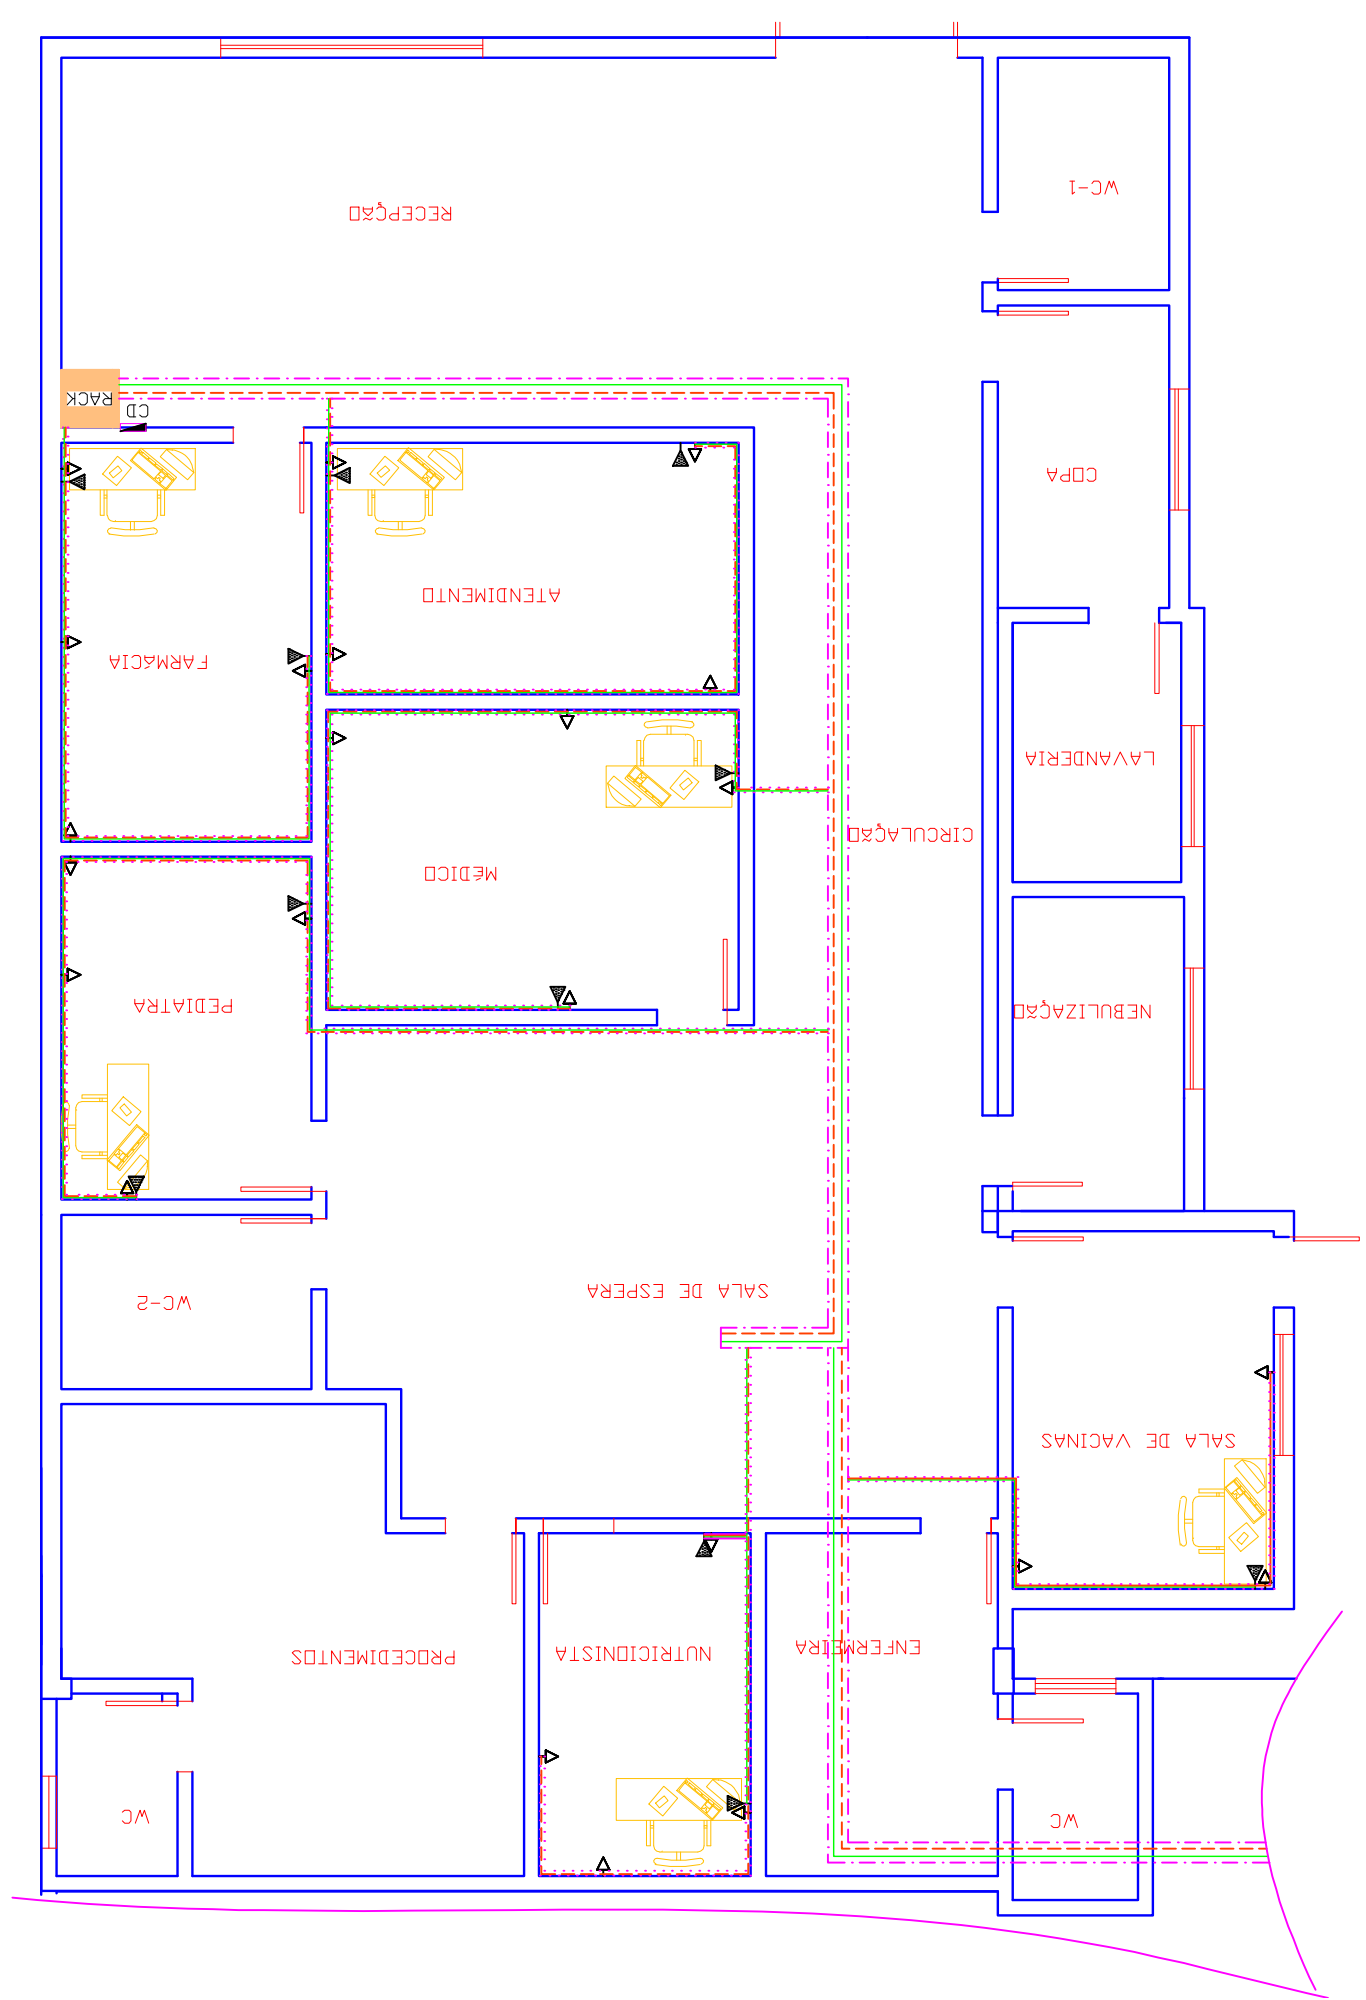 RECEPÇÃO
WC-1
RACK
CD
COPA
ATENDIMENTO
FARMÁCIA
LAVANDERIA
CIRCULAÇÃO
MÉDICO
PEDIATRA
NEBULIZAÇÃO
SALA DE ESPERA
WC-2
SALA DE VACINAS
PROCEDIMENTOS
NUTRICIONISTA
ENFERMEIRA
WC
WC